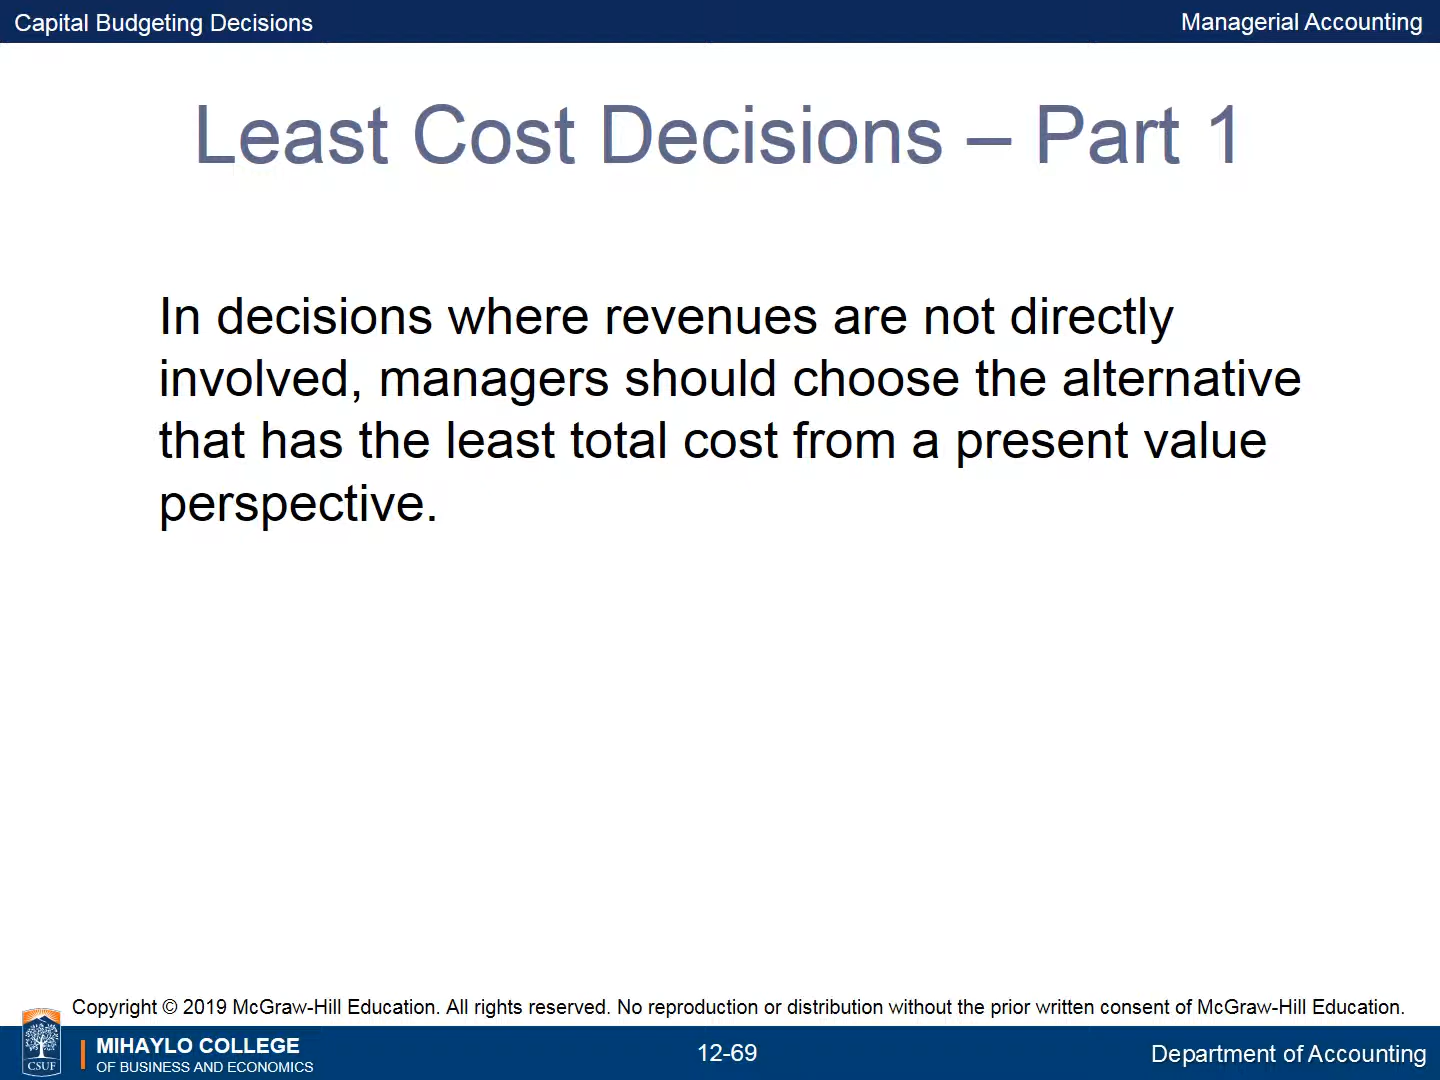 Capital Budgeting Decisions
Managerial Accounting
Least Cost Decisions – Part 1
In decisions where revenues are not directly
involved, managers should choose the alternative
that has the least total cost from a present value
perspective.
Copyright © 2019 McGraw-Hill Education. All rights reserved. No reproduction or distribution without the prior written consent of McGraw-Hill Education.
CSUF
MIHAYLO COLLEGE
OF BUSINESS AND ECONOMICS
12-69
Department of Accounting